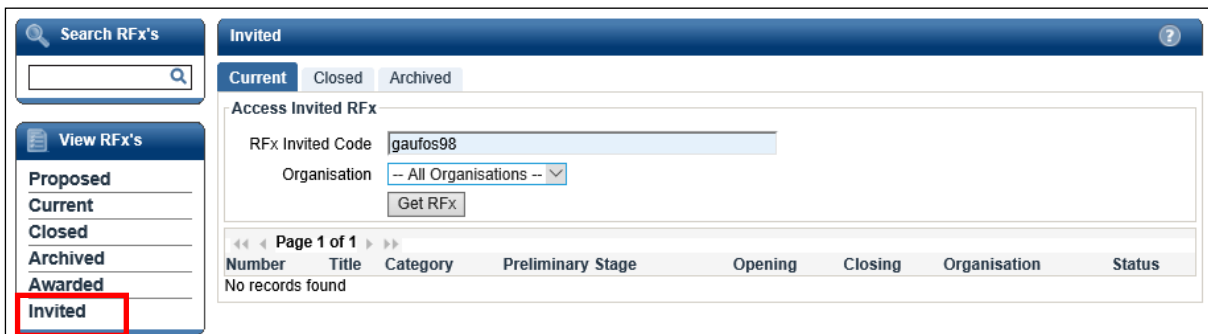 Search RFx's
View RFx's
Proposed
Current
Closed
Archived
Awarded
Invited
Invited
?
Current Closed Archived
Access Invited RFx
RFx Invited Code gaufos98
Organisation -- All Organisations --
Get RFx
Page 1 of 1
Number Title Category Preliminary Stage Opening Closing Organisation Status
No records found